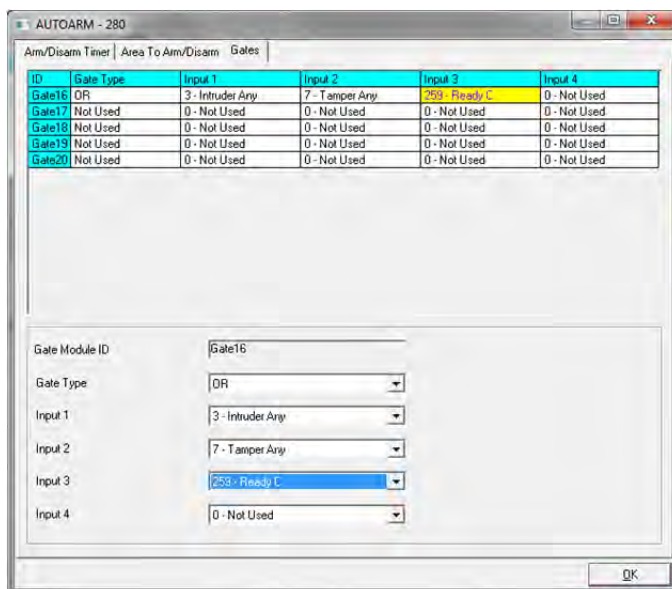 AUTOARM - 280
Arm/Disarm Timer Area To Arm/Disarm Gates
ID Gate Type Input 1 Input 2 Input 3 Input 4
Gate16 OR 3 - Intruder Any 7 - Tamper Any 259 - Ready C 0 - Not Used
Gate17 Not Used 0 - Not Used 0 - Not Used 0 - Not Used 0 - Not Used
Gate18 Not Used 0 - Not Used 0 - Not Used 0 - Not Used 0 - Not Used
Gate19 Not Used 0 - Not Used 0 - Not Used 0 - Not Used 0 - Not Used
Gate20 Not Used 0 - Not Used 0 - Not Used 0 - Not Used 0 - Not Used
Gate Module ID Gate16
Gate Type OR
Input 1 3 - Intruder Any
Input 2 7 - Tamper Any
Input 3 259 - Ready C
Input 4 0 - Not Used
OK